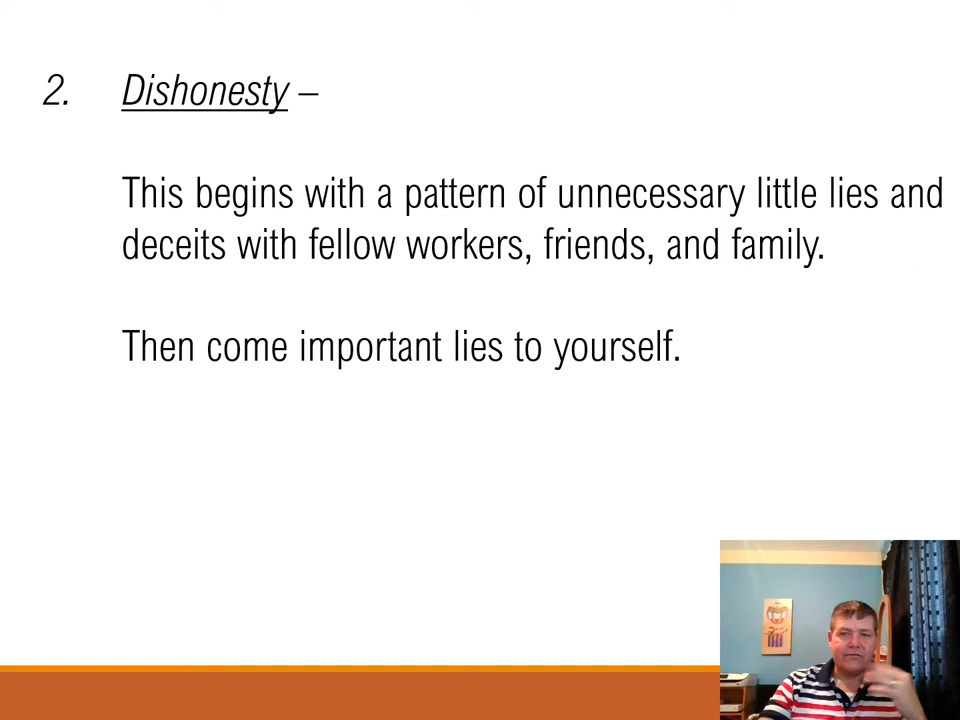 2. Dishonesty –
This begins with a pattern of unnecessary little lies and
deceits with fellow workers, friends, and family.
Then come important lies to yourself.